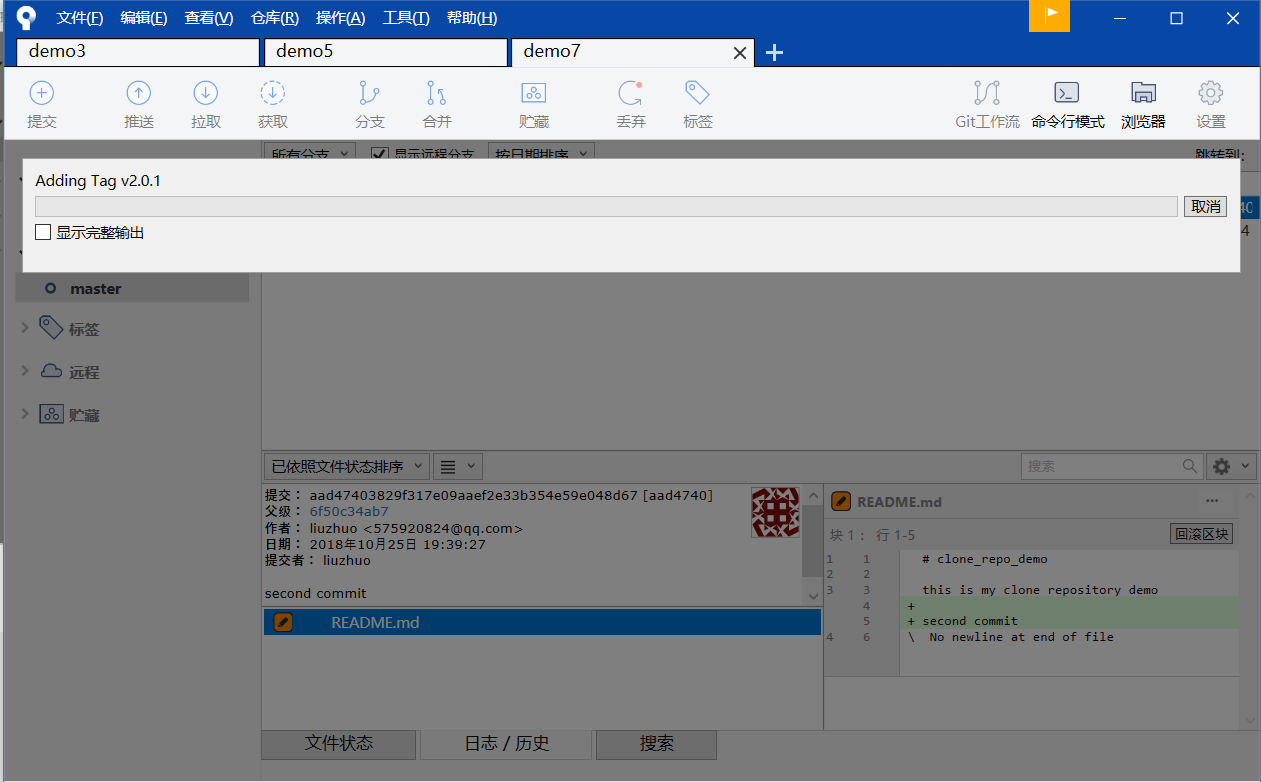 文件(F) 编辑(E) 查看(V) 仓库(R) 操作(A) 工具(T) 帮助(H)
demo3 demo5 demo7
提交 推送 拉取 获取 分支 合并 贮藏 丢弃 标签 Git工作流 命令行模式 浏览器 设置
所有分支 显示远程分支 按日期排序 跳转到:
Adding Tag v2.0.1
取消
显示完整输出
master
标签
远程
贮藏
已依照文件状态排序 搜索
提交: aad47403829f317e09aaef2e33b354e59e048d67 [aad4740]
父级: 6f50c34ab7
作者: liuzhuo <575920824@qq.com>
日期: 2018年10月25日 19:39:27
提交者: liuzhuo
second commit
README.md
README.md
块 1： 行 1-5 回滚区块
1 1 # clone_repo_demo
2 2
3 3 this is my clone repository demo
4 +
5 + second commit
4 6 \ No newline at end of file
文件状态 日志 / 历史 搜索